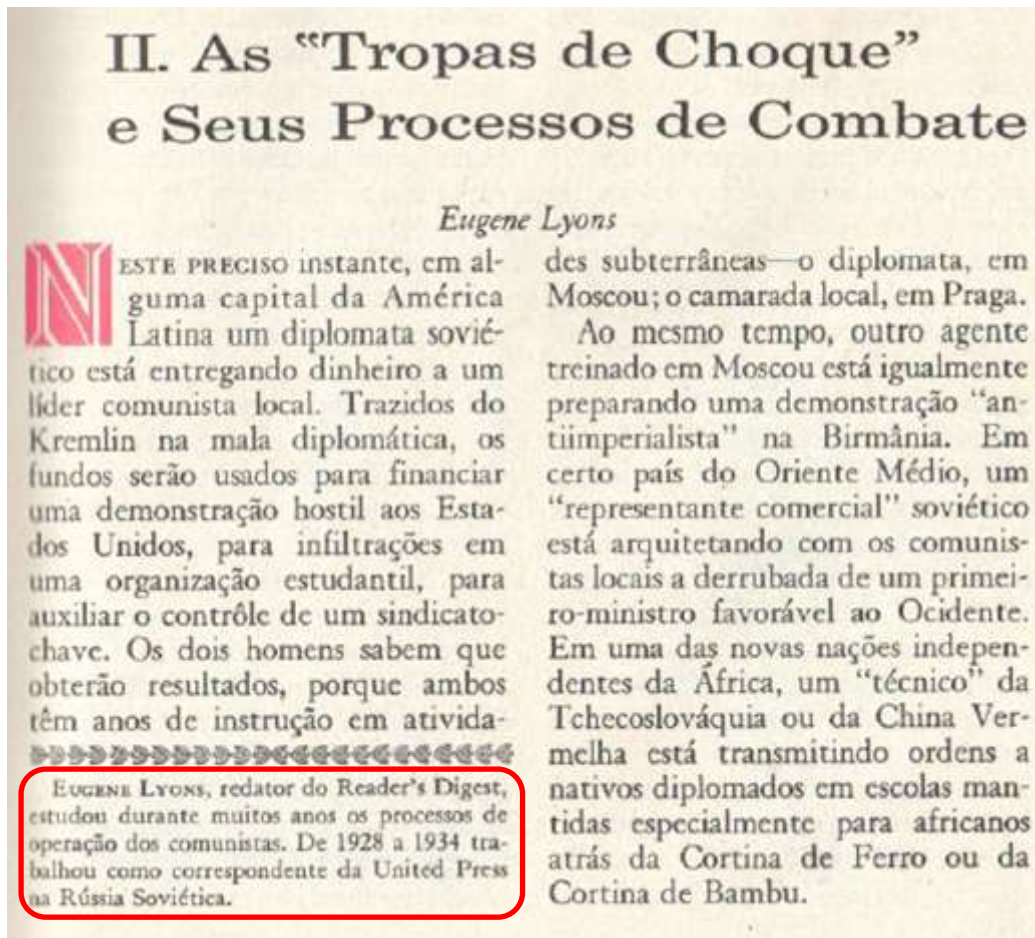 II. As “Tropas de Choque”
e Seus Processos de Combate
Eugene Lyons
NESTE PRECISO instante, em al-
guma capital da América
Latina um diplomata sovié-
tico está entregando dinheiro a um
líder comunista local. Trazidos do
Kremlin na mala diplomática, os
fundos serão usados para financiar
uma demonstração hostil aos Esta-
dos Unidos, para infiltrações em
uma organização estudantil, para
auxiliar o contrôle de um sindicato-
chave. Os dois homens sabem que
obterão resultados, porque ambos
têm anos de instrução em ativida-
EUGENE LYONS, redator do Reader’s Digest,
estudou durante muitos anos os processos de
operação dos comunistas. De 1928 a 1934 tra-
balhou como correspondente da United Press
na Rússia Soviética.
des subterrâneas—o diplomata, em
Moscou; o camarada local, em Praga.
Ao mesmo tempo, outro agente
treinado em Moscou está igualmente
preparando uma demonstração “an-
tiimperialista” na Birmânia. Em
certo país do Oriente Médio, um
“representante comercial” soviético
está arquitetando com os comunis-
tas locais a derrubada de um primei-
ro-ministro favorável ao Ocidente.
Em uma das novas nações indepen-
dentes da África, um “técnico” da
Tchecoslováquia ou da China Ver-
melha está transmitindo ordens a
nativos diplomados em escolas man-
tidas especialmente para africanos
atrás da Cortina de Ferro ou da
Cortina de Bambu.